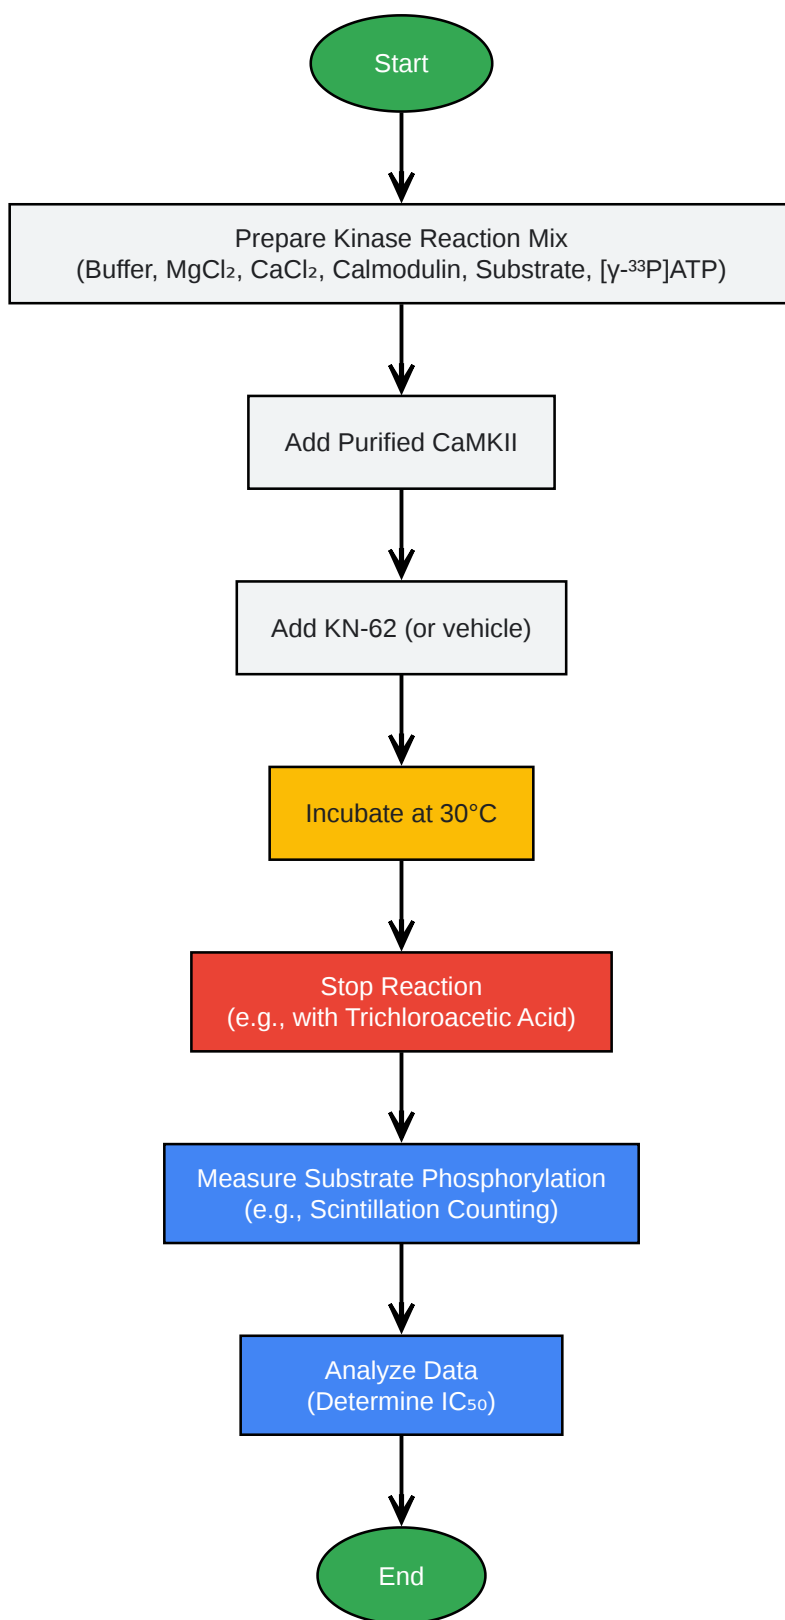 Start
Prepare Kinase Reaction Mix
(Buffer, MgCl₂, CaCl₂, Calmodulin, Substrate, [γ-³³P]ATP)
Add Purified CaMKII
Add KN-62 (or vehicle)
Incubate at 30°C
Stop Reaction
(e.g., with Trichloroacetic Acid)
Measure Substrate Phosphorylation
(e.g., Scintillation Counting)
Analyze Data
(Determine IC₅₀)
End